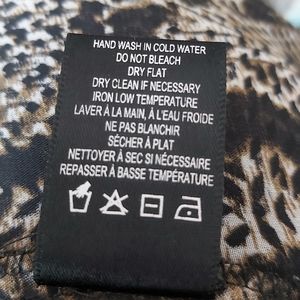 HAND WASH IN COLD WATER
DO NOT BLEACH
DRY FLAT
DRY CLEAN IF NECESSARY
IRON LOW TEMPERATURE
LAVER À LA MAIN, À L'EAU FROIDE
NE PAS BLANCHIR
SÉCHER À PLAT
NETTOYER À SEC SI NÉCESSAIRE
REPASSER À BASSE TEMPÉRATURE